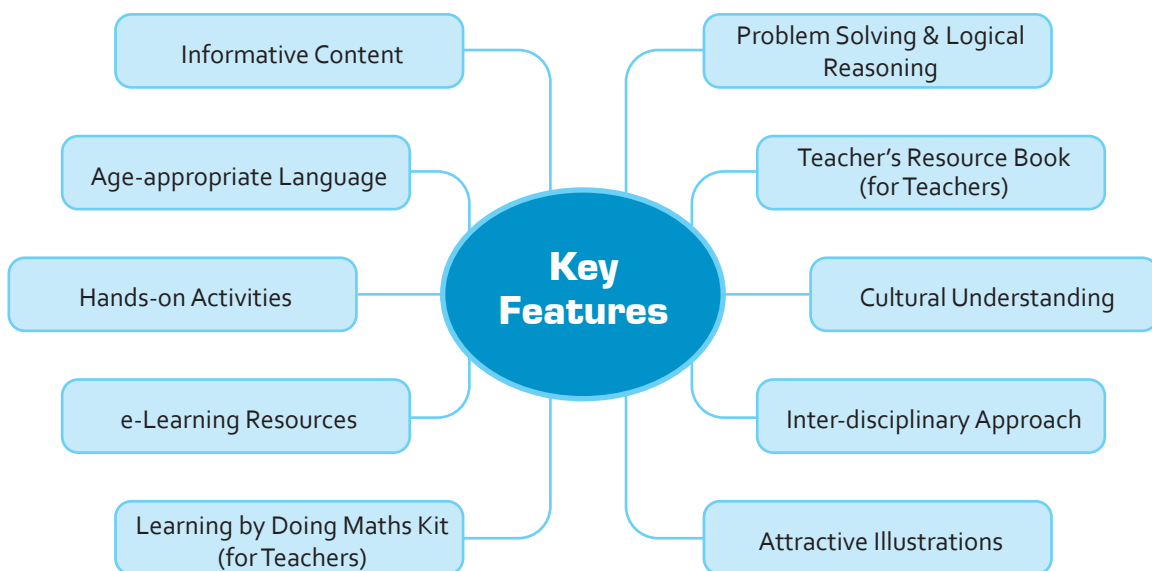 Informative Content
Age-appropriate Language
Hands-on Activities
e-Learning Resources
Learning by Doing Maths Kit
(for Teachers)
Key
Features
Problem Solving & Logical
Reasoning
Teacher’s Resource Book
(for Teachers)
Cultural Understanding
Inter-disciplinary Approach
Attractive Illustrations